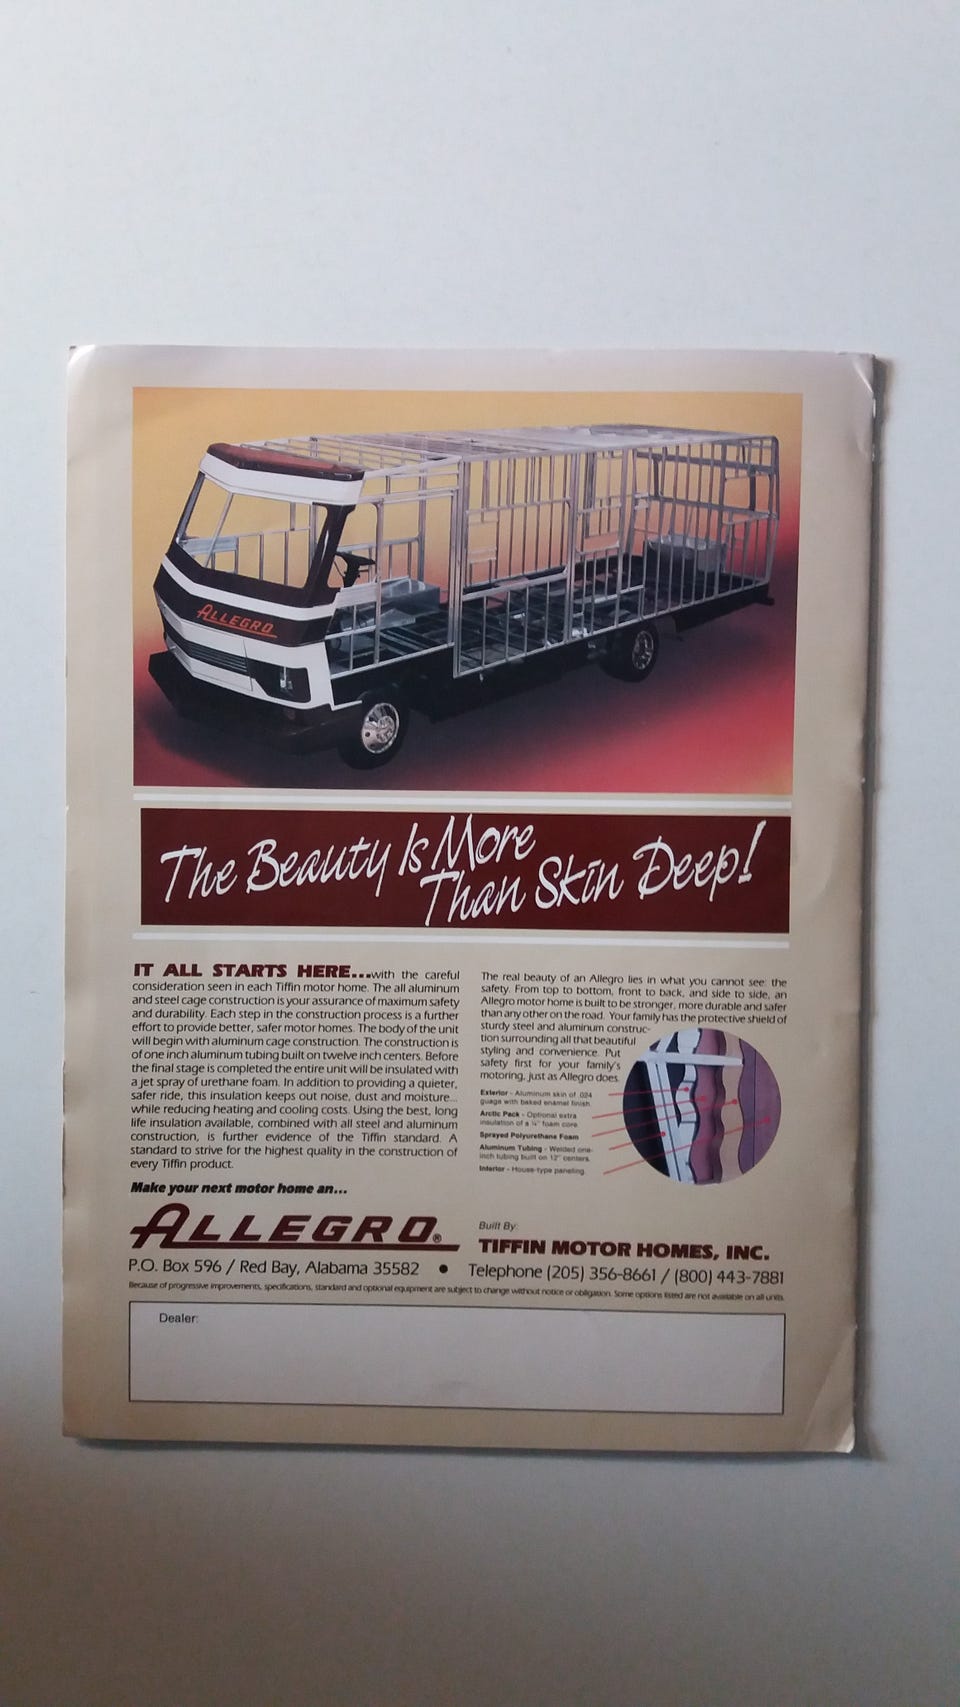 ALLEGRO
The Beauty Is More
Than Skin Deep!
IT ALL STARTS HERE...with the careful
consideration seen in each Tiffin motor home. The all aluminum
and steel cage construction is your assurance of maximum safety
and durability. Each step in the construction process is a further
effort to provide better, safer motor homes. The body of the unit
will begin with aluminum cage construction. The construction is
of one inch aluminum tubing built on twelve inch centers. Before
the final stage is completed the entire unit will be insulated with
a jet spray of urethane foam. In addition to providing a quieter,
safer ride, this insulation keeps out noise, dust and moisture...
while reducing heating and cooling costs. Using the best, long
life insulation available, combined with all steel and aluminum
construction, is further evidence of the Tiffin standard. A
standard to strive for the highest quality in the construction of
every Tiffin product.
The real beauty of an Allegro lies in what you cannot see: the
safety. From top to bottom, front to back, and side to side, an
Allegro motor home is built to be stronger, more durable and safer
than any other on the road. Your family has the protective shield of
sturdy steel and aluminum construc-
tion surrounding all that beautiful
styling and convenience. Put
safety first for your family's
motoring, just as Allegro does.
Exterior - Aluminum skin of .024
guage with baked enamel finish.
Arctic Pack - Optional extra
insulation of a ¼" foam core.
Sprayed Polyurethane Foam
Aluminum Tubing - Welded one-
inch tubing built on 12" centers.
Interior - House-type paneling.
Make your next motor home an...
ALLEGRO®
Built By:
TIFFIN MOTOR HOMES, INC.
P.O. Box 596 / Red Bay, Alabama 35582 • Telephone (205) 356-8661 / (800) 443-7881
Because of progressive improvements, specifications, standard and optional equipment are subject to change without notice or obligation. Some options listed are not available on all units.
Dealer: